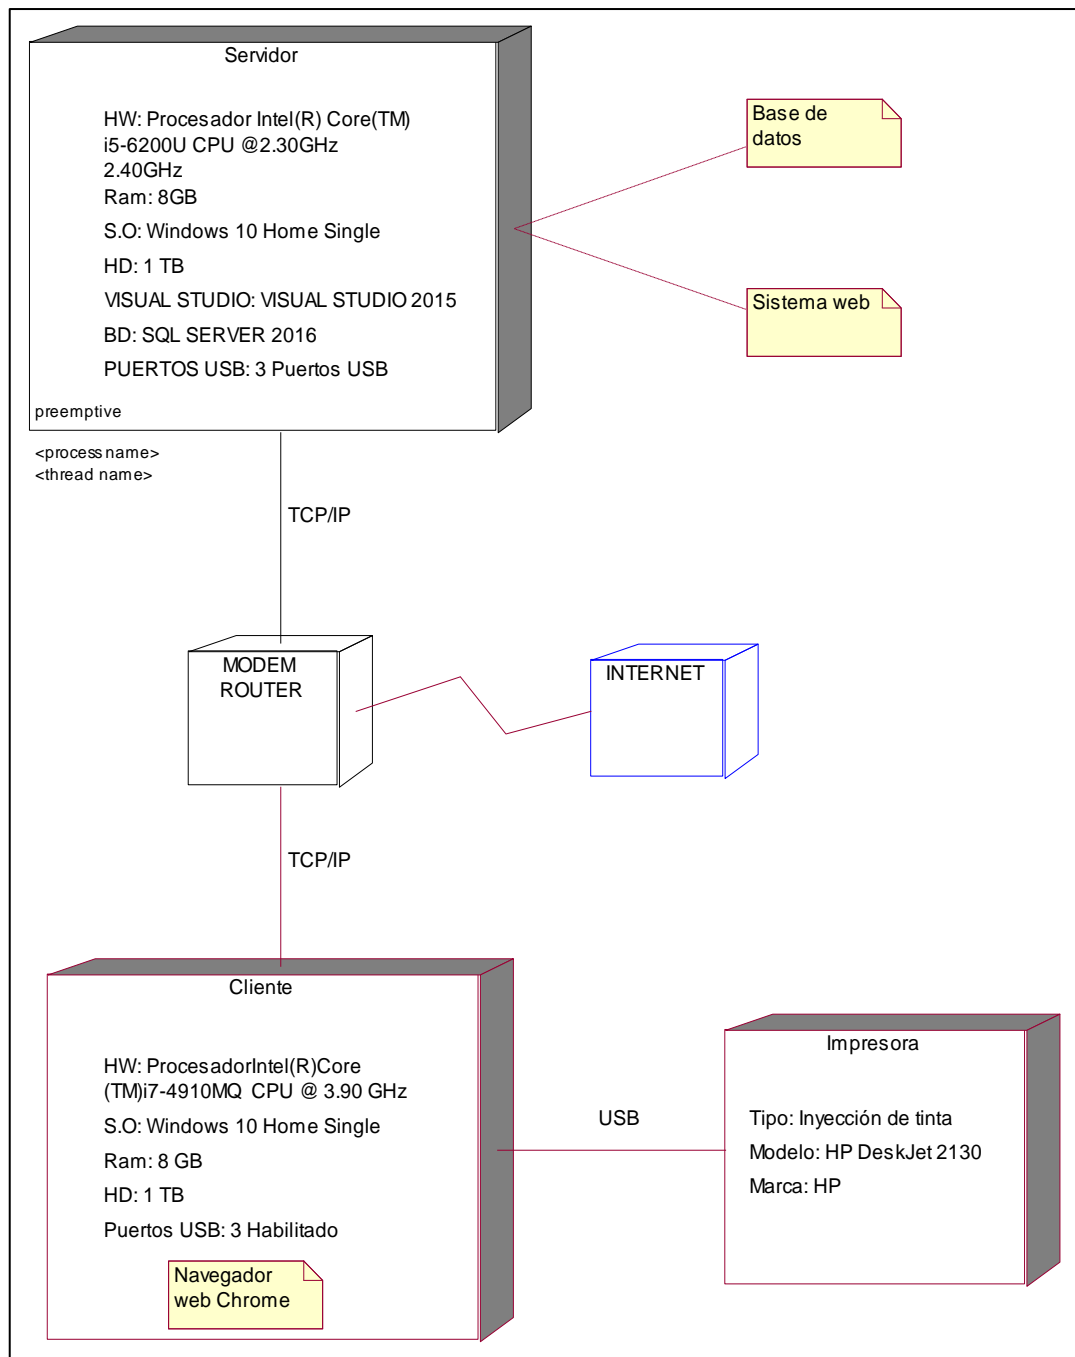 Servidor
HW: Procesador Intel(R) Core(TM)
i5-6200U CPU @2.30GHz
2.40GHz
Ram: 8GB
S.O: Windows 10 Home Single
HD: 1 TB
VISUAL STUDIO: VISUAL STUDIO 2015
BD: SQL SERVER 2016
PUERTOS USB: 3 Puertos USB
preemptive
<process name>
<thread name>
Base de
datos
Sistema web
TCP/IP
MODEM
ROUTER
INTERNET
TCP/IP
Cliente
HW: ProcesadorIntel(R)Core
(TM)i7-4910MQ CPU @ 3.90 GHz
S.O: Windows 10 Home Single
Ram: 8 GB
HD: 1 TB
Puertos USB: 3 Habilitado
Navegador
web Chrome
USB
Impresora
Tipo: Inyección de tinta
Modelo: HP DeskJet 2130
Marca: HP